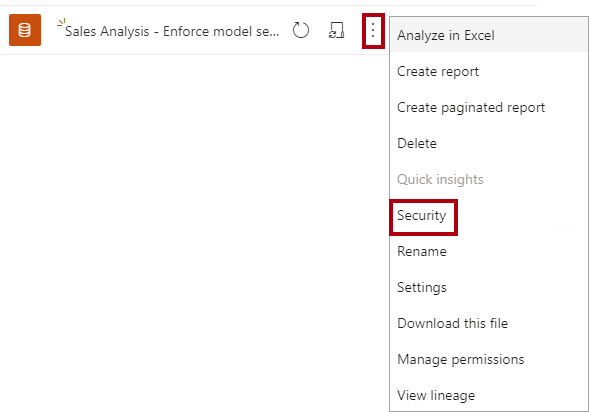 Sales Analysis - Enforce model se...
Analyze in Excel
Create report
Create paginated report
Delete
Quick insights
Security
Rename
Settings
Download this file
Manage permissions
View lineage